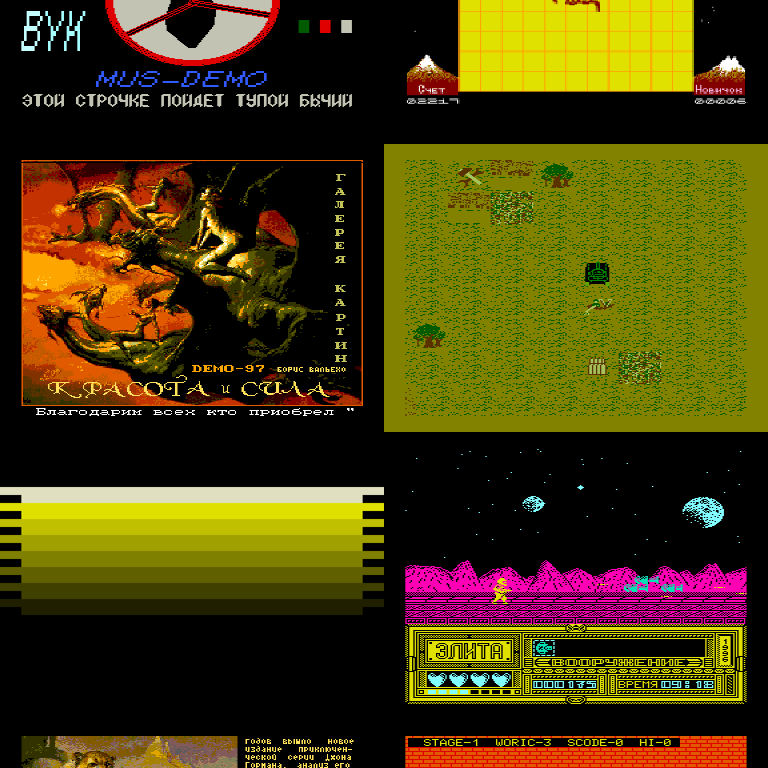 ВУК
MUS-DEMO
ЭТОЙ СТРОЧКЕ ПОЙДЕТ ТУПОЙ БЫЧИЙ
Счет
Новичок
02217
00006
ГАЛЕРЕЯ КАРТИН
DEMO-97 БОРИС ВАЛЬЕХО
КРАСОТА и СИЛА
Благодарим всех кто приобрел "
ЭЛИТА
ВООРУЖЕНИЕ
000175
ВРЕМЯ 09:18
годов вышло новое
издание приключен-
ческой серии Джона
Гормана, анализ его
STAGE-1 WORIC-3 SCODE-0 HI-0